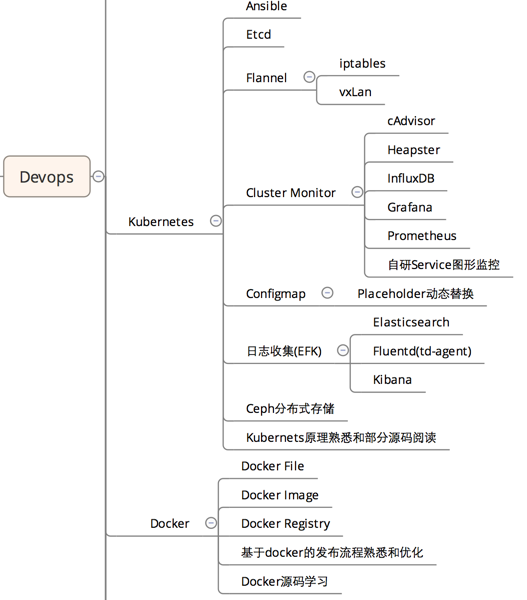 Devops
Kubernetes
Ansible
Etcd
Flannel
iptables
vxLan
Cluster Monitor
cAdvisor
Heapster
InfluxDB
Grafana
Prometheus
自研Service图形监控
Configmap
Placeholder动态替换
日志收集(EFK)
Elasticsearch
Fluentd(td-agent)
Kibana
Ceph分布式存储
Kubernets原理熟悉和部分源码阅读
Docker
Docker File
Docker Image
Docker Registry
基于docker的发布流程熟悉和优化
Docker源码学习